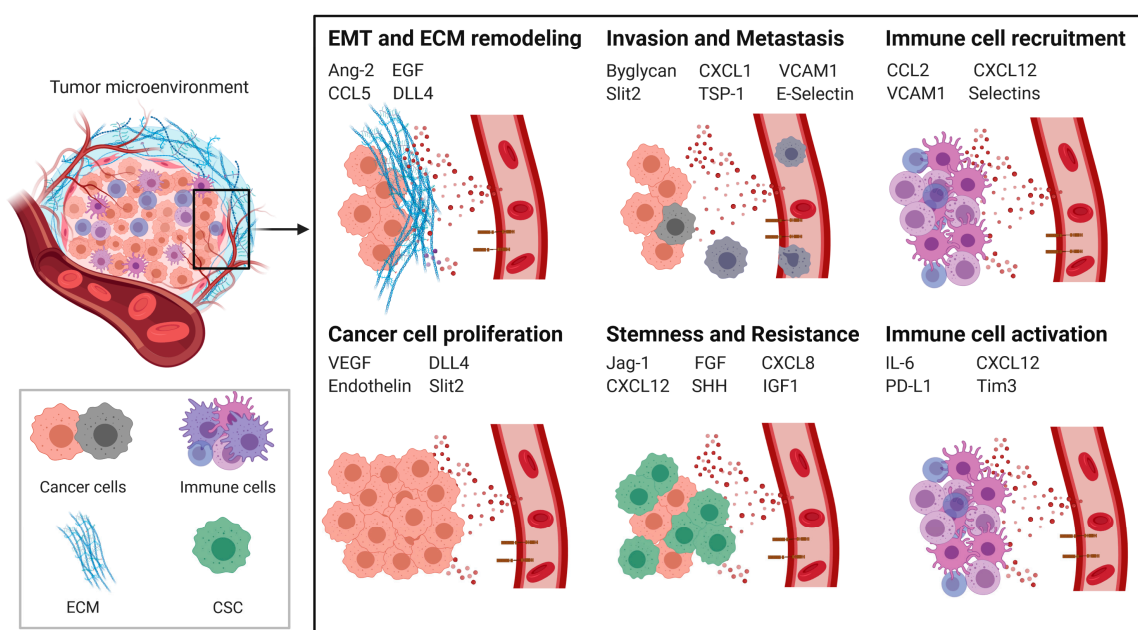 Tumor microenvironment
EMT and ECM remodeling
Ang-2 EGF
CCL5 DLL4
Invasion and Metastasis
Byglycan CXCL1 VCAM1
Slit2 TSP-1 E-Selectin
Immune cell recruitment
CCL2 CXCL12
VCAM1 Selectins
Cancer cell proliferation
VEGF DLL4
Endothelin Slit2
Stemness and Resistance
Jag-1 FGF CXCL8
CXCL12 SHH IGF1
Immune cell activation
IL-6 CXCL12
PD-L1 Tim3
Cancer cells Immune cells
ECM CSC